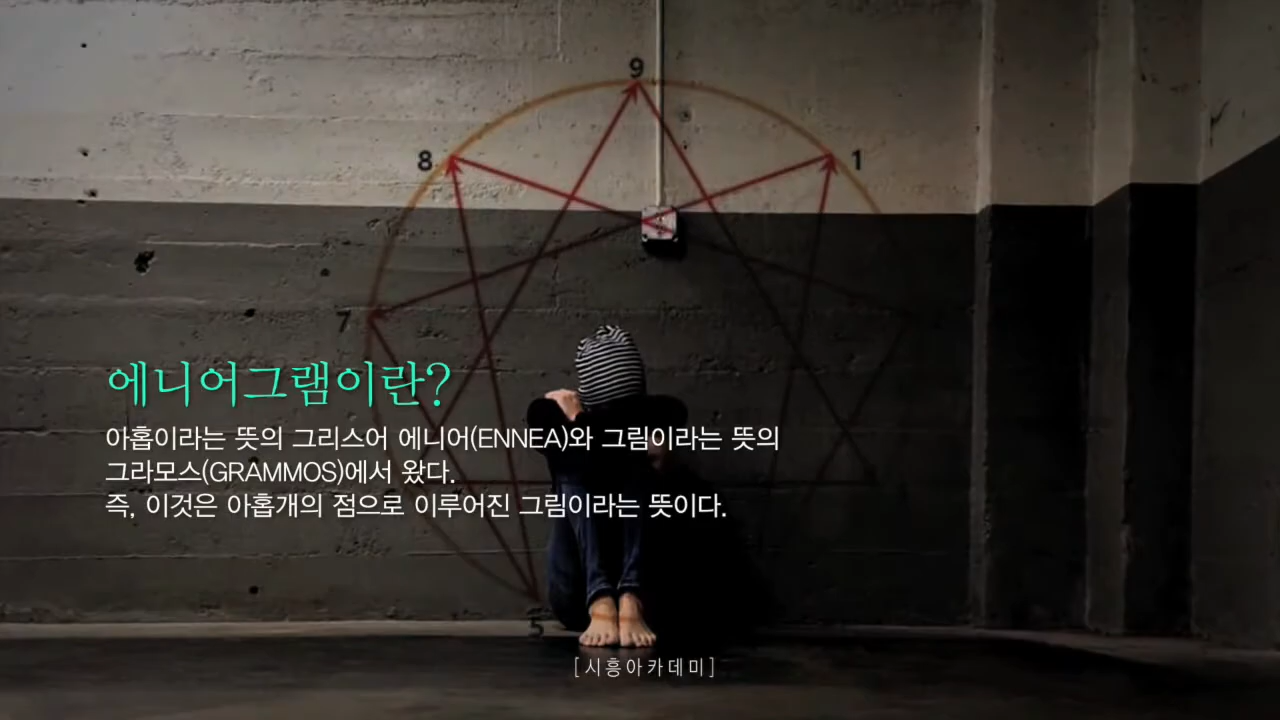 9
8
1
7
에니어그램이란?
아홉이라는 뜻의 그리스어 에니어(ENNEA)와 그림이라는 뜻의
그라모스(GRAMMOS)에서 왔다.
즉, 이것은 아홉개의 점으로 이루어진 그림이라는 뜻이다.
5
[시흥아카데미]